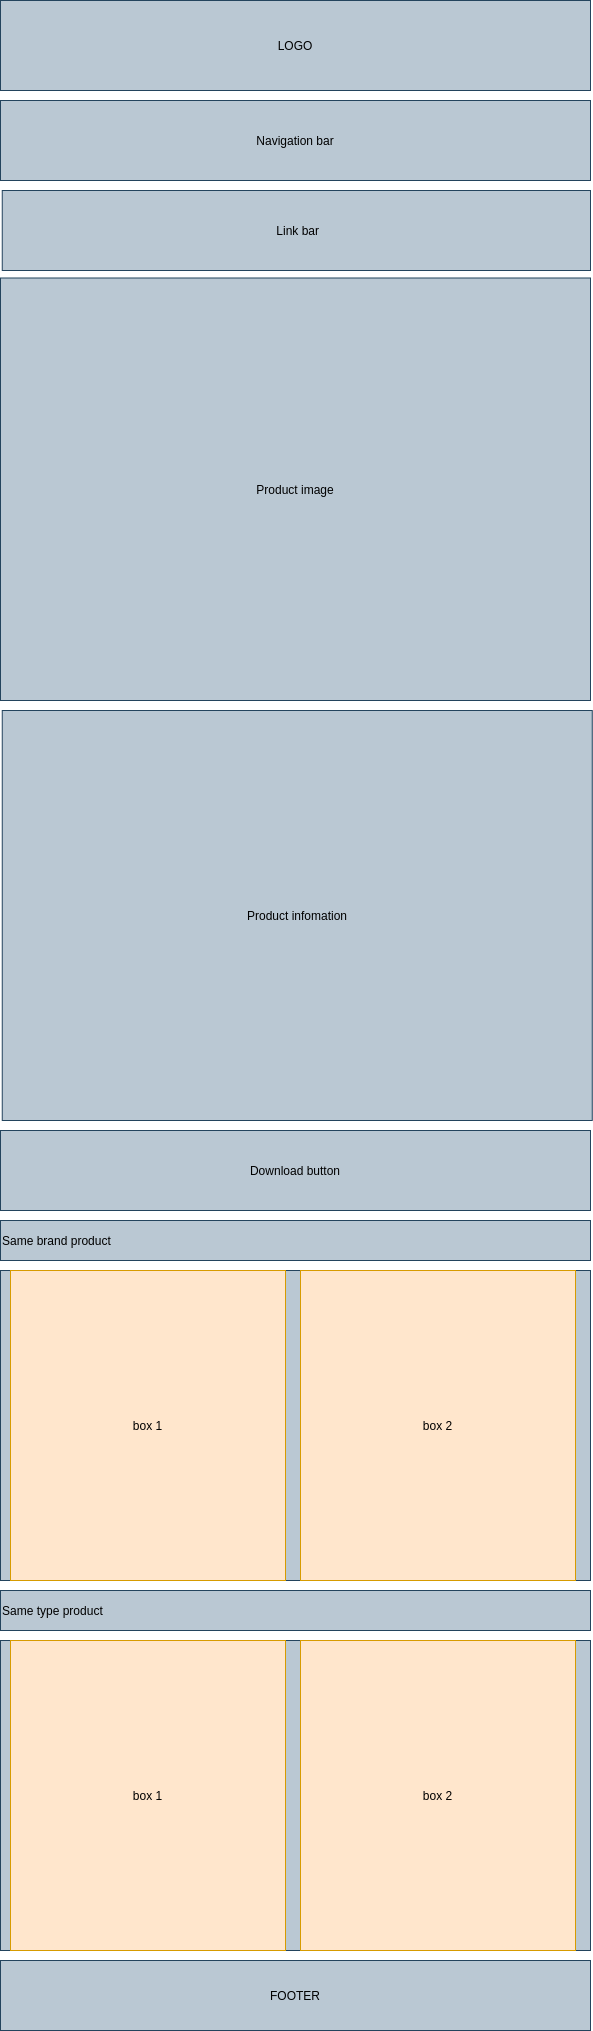 LOGO
Navigation bar
Link bar
Product image
Product infomation
Download button
Same brand product
box 1
box 2
Same type product
box 1
box 2
FOOTER